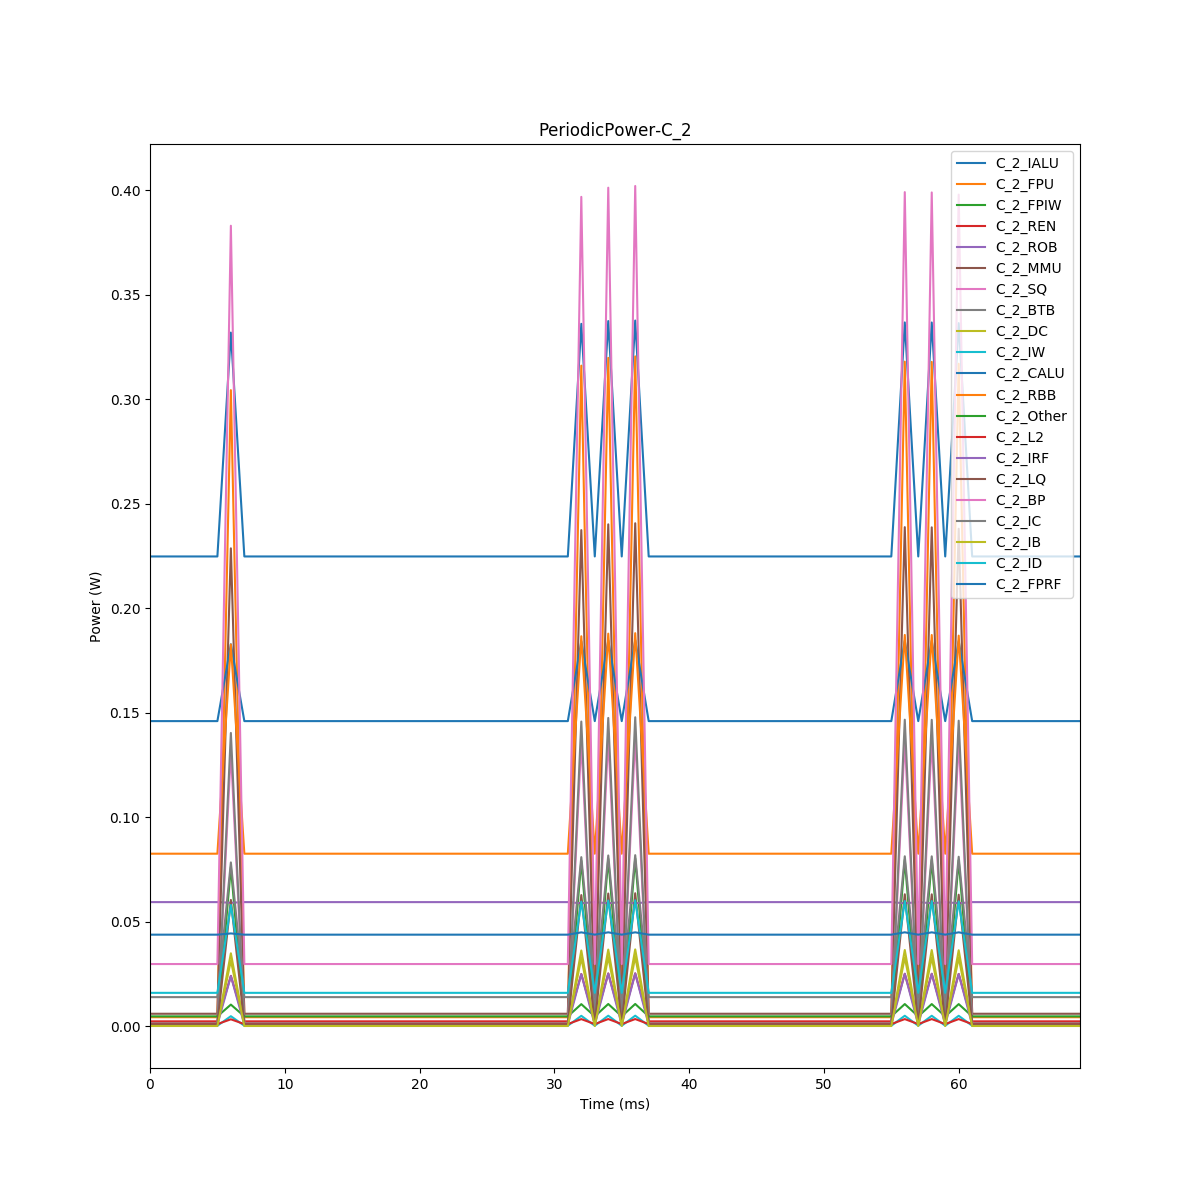 PeriodicPower-C_2
0.40
0.35
0.30
0.25
0.20
0.15
0.10
0.05
0.00
Power (W)
C_2_IALU
C_2_FPU
C_2_FPIW
C_2_REN
C_2_ROB
C_2_MMU
C_2_SQ
C_2_BTB
C_2_DC
C_2_IW
C_2_CALU
C_2_RBB
C_2_Other
C_2_L2
C_2_IRF
C_2_LQ
C_2_BP
C_2_IC
C_2_IB
C_2_ID
C_2_FPRF
0 10 20 30 40 50 60
Time (ms)